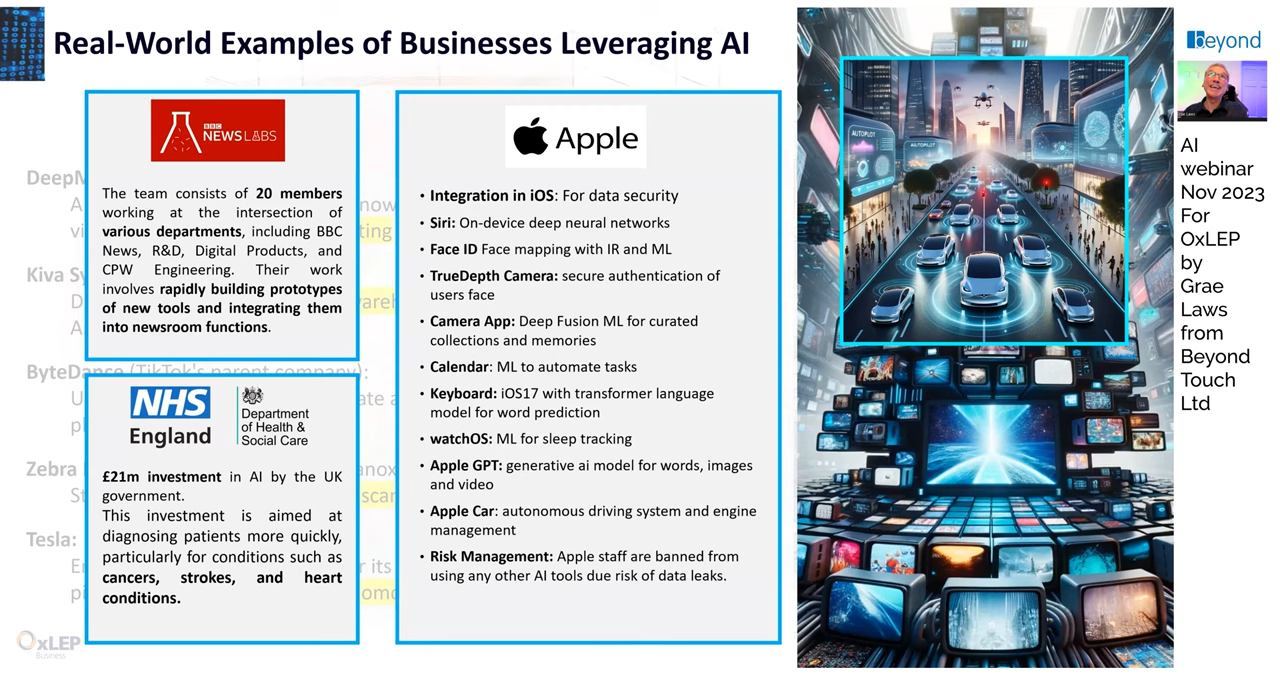 Real-World Examples of Businesses Leveraging AI
BBC
NEWS LABS
The team consists of 20 members
working at the intersection of
various departments, including BBC
News, R&D, Digital Products, and
CPW Engineering. Their work
involves rapidly building prototypes
of new tools and integrating them
into newsroom functions.
NHS
England
Department
of Health &
Social Care
£21m investment in AI by the UK
government.
This investment is aimed at
diagnosing patients more quickly,
particularly for conditions such as
cancers, strokes, and heart
conditions.
Apple
• Integration in iOS: For data security
• Siri: On-device deep neural networks
• Face ID Face mapping with IR and ML
• TrueDepth Camera: secure authentication of
users face
• Camera App: Deep Fusion ML for curated
collections and memories
• Calendar: ML to automate tasks
• Keyboard: iOS17 with transformer language
model for word prediction
• watchOS: ML for sleep tracking
• Apple GPT: generative ai model for words, images
and video
• Apple Car: autonomous driving system and engine
management
• Risk Management: Apple staff are banned from
using any other AI tools due risk of data leaks.
Kiva
ByteDance (TikTok's parent company):
Zebra
Tesla:
OxLEP
Business
AUTOPILOT
AUTOPILOT
Beyond
AI
webinar
Nov 2023
For
OxLEP
by
Grae
Laws
from
Beyond
Touch
Ltd